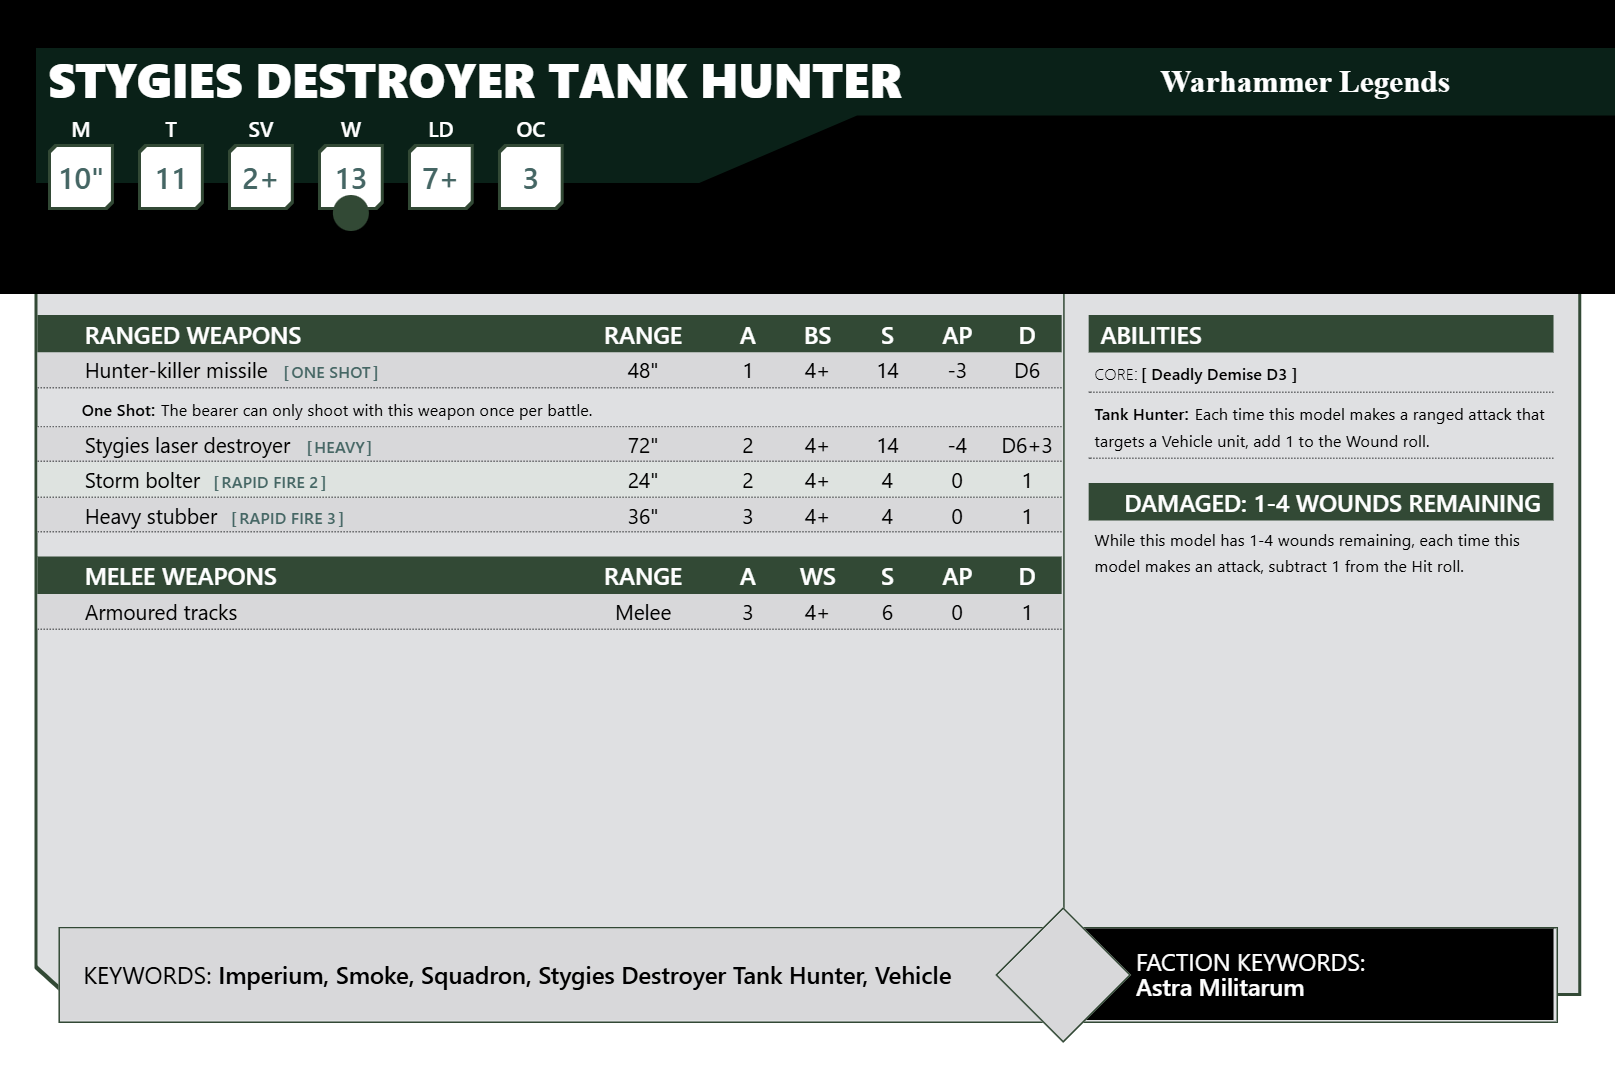 STYGIES DESTROYER TANK HUNTER
Warhammer Legends
M T SV W LD OC
10" 11 2+ 13 7+ 3
RANGED WEAPONS RANGE A BS S AP D
Hunter-killer missile [ONE SHOT] 48" 1 4+ 14 -3 D6
One Shot: The bearer can only shoot with this weapon once per battle.
Stygies laser destroyer [HEAVY] 72" 2 4+ 14 -4 D6+3
Storm bolter [RAPID FIRE 2] 24" 2 4+ 4 0 1
Heavy stubber [RAPID FIRE 3] 36" 3 4+ 4 0 1
MELEE WEAPONS RANGE A WS S AP D
Armoured tracks Melee 3 4+ 6 0 1
ABILITIES
CORE: [ Deadly Demise D3 ]
Tank Hunter: Each time this model makes a ranged attack that
targets a Vehicle unit, add 1 to the Wound roll.
DAMAGED: 1-4 WOUNDS REMAINING
While this model has 1-4 wounds remaining, each time this
model makes an attack, subtract 1 from the Hit roll.
KEYWORDS: Imperium, Smoke, Squadron, Stygies Destroyer Tank Hunter, Vehicle
FACTION KEYWORDS:
Astra Militarum